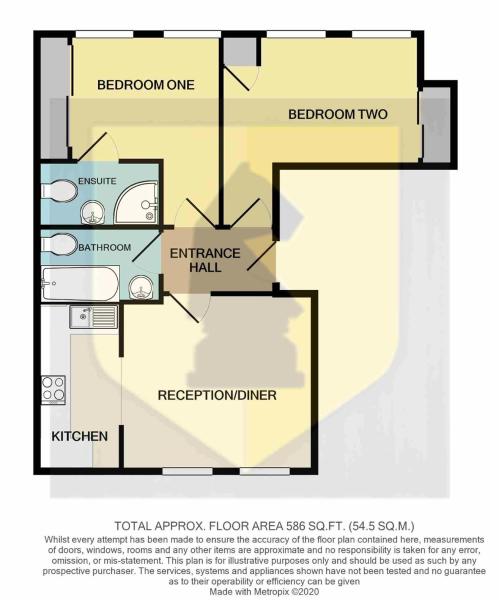 BEDROOM ONE
BEDROOM TWO
ENSUITE
BATHROOM
ENTRANCE
HALL
RECEPTION/DINER
KITCHEN
TOTAL APPROX. FLOOR AREA 586 SQ.FT. (54.5 SQ.M.)
Whilst every attempt has been made to ensure the accuracy of the floor plan contained here, measurements
of doors, windows, rooms and any other items are approximate and no responsibility is taken for any error,
omission, or mis-statement. This plan is for illustrative purposes only and should be used as such by any
prospective purchaser. The services, systems and appliances shown have not been tested and no guarantee
as to their operability or efficiency can be given
Made with Metropix ©2020